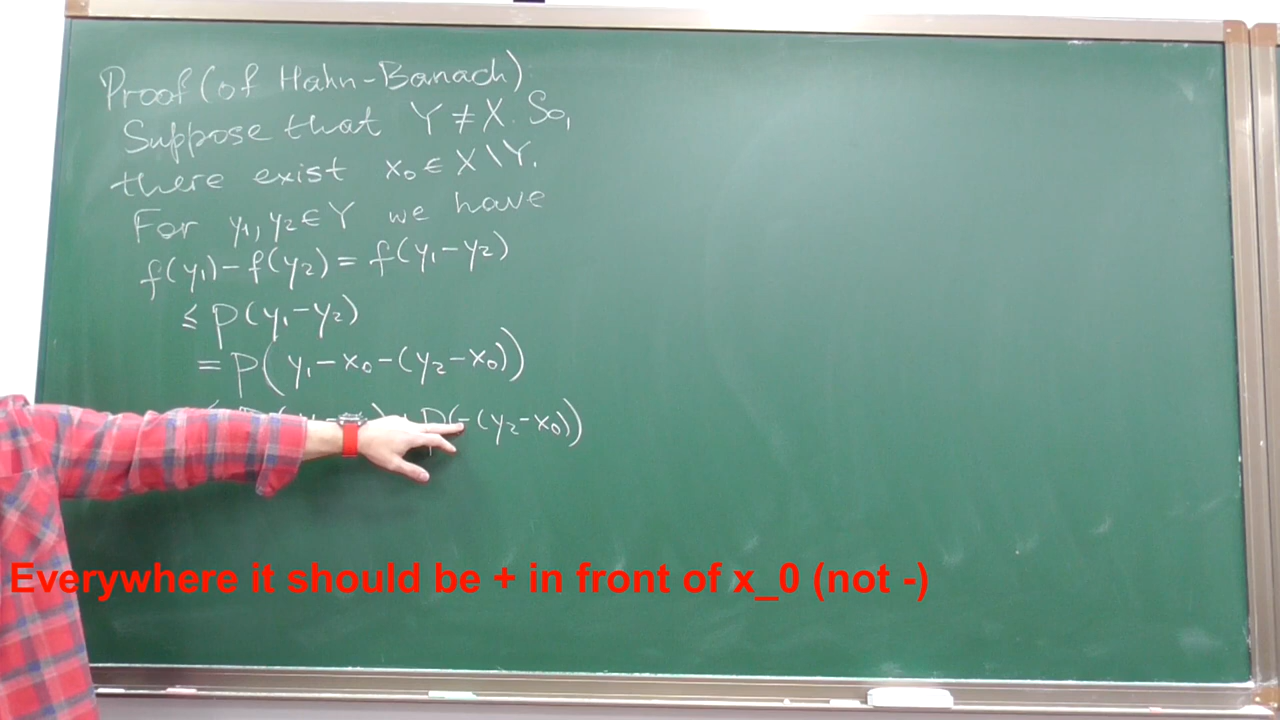 Proof (of Hahn-Banach)
Suppose that Y ≠ X. So,
there exist x₀ ∈ X \ Y.
For y₁, y₂ ∈ Y we have
f(y₁) - f(y₂) = f(y₁ - y₂)
≤ p(y₁ - y₂)
= p(y₁ - x₀ - (y₂ - x₀))
p(-(y₂ - x₀))
Everywhere it should be + in front of x_0 (not -)